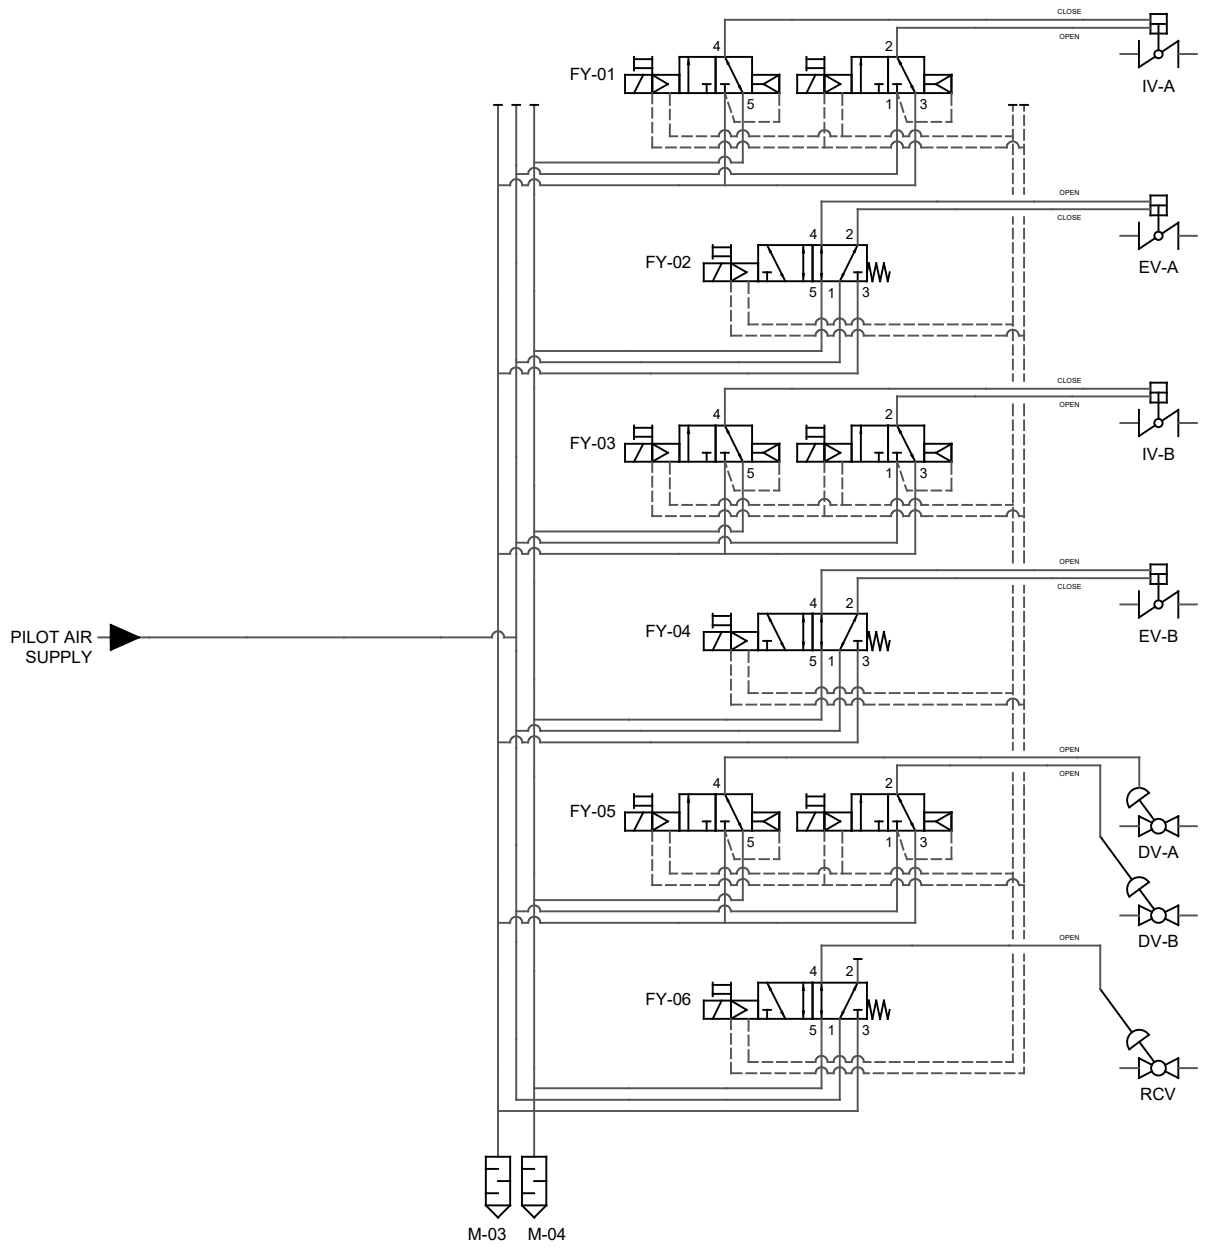 CLOSE
OPEN
4
2
FY-01
IV-A
5
1
3
OPEN
CLOSE
4
2
FY-02
EV-A
5
1
3
CLOSE
OPEN
4
2
FY-03
IV-B
5
1
3
OPEN
CLOSE
4
2
FY-04
EV-B
PILOT AIR
SUPPLY
5
1
3
OPEN
OPEN
4
2
FY-05
5
1
3
DV-A
DV-B
OPEN
4
2
FY-06
5
1
3
RCV
M-03
M-04